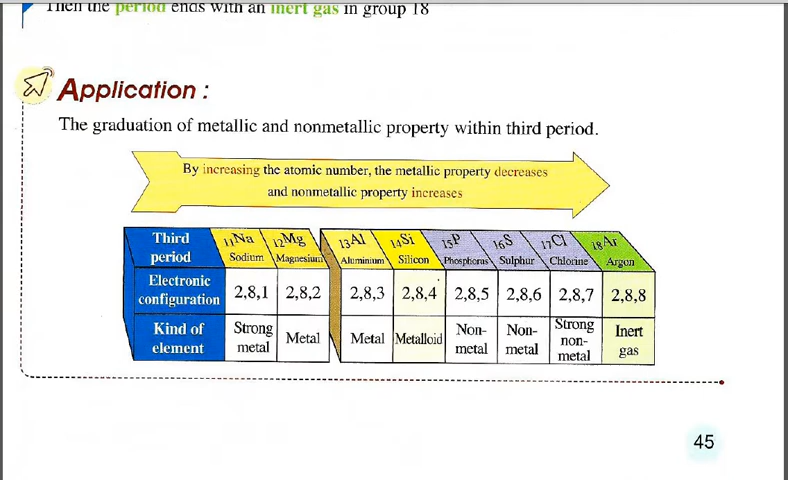 Then the period ends with an inert gas in group 18
Application :
The graduation of metallic and nonmetallic property within third period.
By increasing the atomic number, the metallic property decreases
and nonmetallic property increases
Third period 11Na Sodium 12Mg Magnesium 13Al Aluminium 14Si Silicon 15P Phosphorus 16S Sulphur 17Cl Chlorine 18Ar Argon
Electronic configuration 2,8,1 2,8,2 2,8,3 2,8,4 2,8,5 2,8,6 2,8,7 2,8,8
Kind of element Strong metal Metal Metal Metalloid Non-metal Non-metal Strong non-metal Inert gas
45